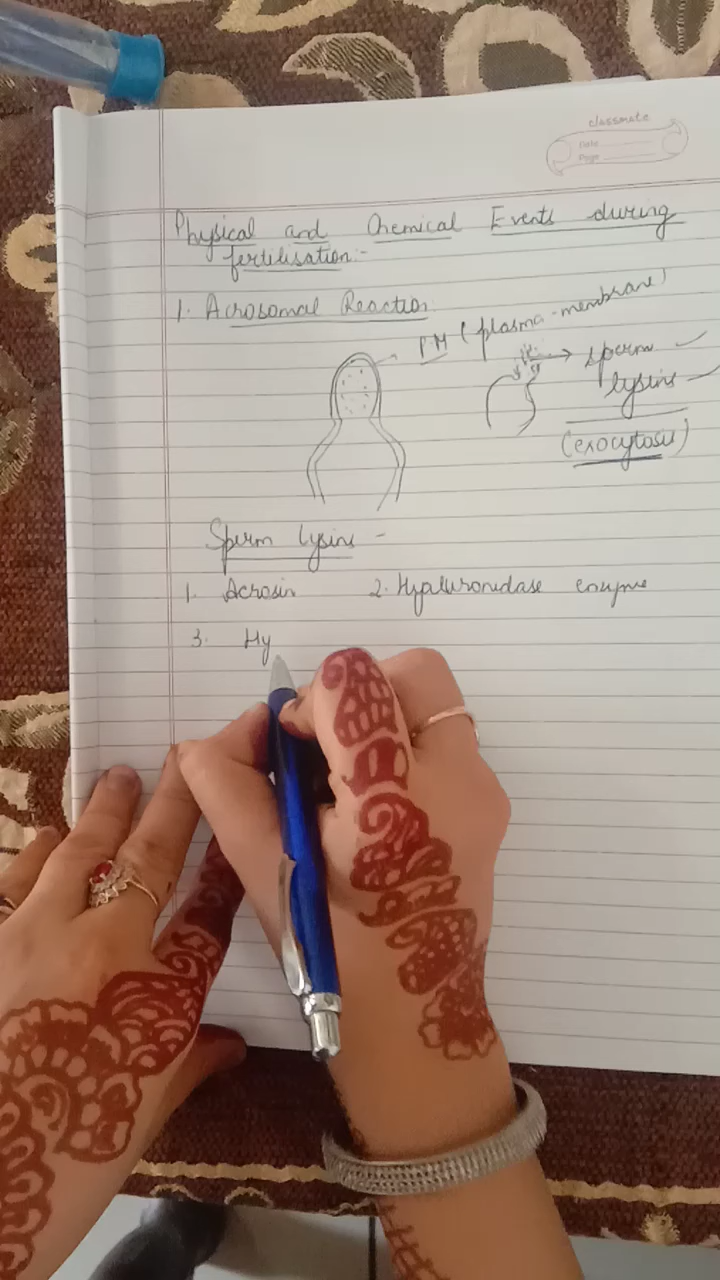 classmate
Date
Page
Physical and Chemical Events during
fertilisation:-
1. Acrosomal Reaction
PM (plasma-membrane)
sperm
lysins
(exocytosis)
Sperm lysins -
1. Acrosin 2. Hyaluronidase enzyme
3. Hy